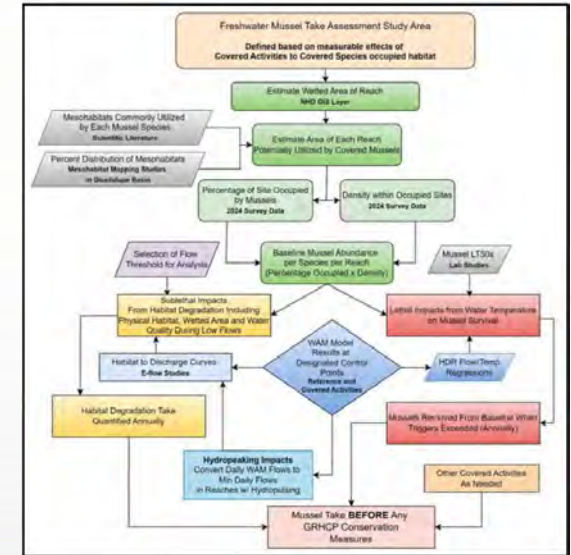 Freshwater Mussel Take Assessment Study Area
Defined based on measurable effects of
Covered Activities to Covered Species occupied habitat
Estimate Wetted Area of Reach
NHD GIS Layer
Mesohabitats Commonly Utilized
by Each Mussel Species
Scientific Literature
Percent Distribution of Mesohabitats
Mesohabitat Mapping Studies
in Guadalupe Basin
Estimate Area of Each Reach
Potentially Utilized by Covered Mussels
Percentage of Site Occupied
by Mussels
2024 Survey Data
Density within Occupied Sites
2024 Survey Data
Selection of Flow
Threshold for Analysis
Baseline Mussel Abundance
per Species per Reach
(Percentage Occupied x Density)
Mussel LT50s
Lab Studies
Sublethal Impacts
From Habitat Degradation Including
Physical Habitat, Wetted Area and Water
Quality During Low Flows
Lethal Impacts from Water Temperature
on Mussel Survival
Habitat to Discharge Curves
E-flow Studies
WAM Model
Results at
Designated Control
Points
Reference and
Covered Activities
HDR Flow/Temp
Regressions
Habitat Degradation Take
Quantified Annually
Mussels Removed From Baseline When
Triggers Exceeded (Annually)
Hydropeaking Impacts
Convert Daily WAM Flows to
Min Daily Flows
in Reaches w/ Hydropulsing
Other Covered Activities
As Needed
Mussel Take BEFORE Any
GRHCP Conservation
Measures